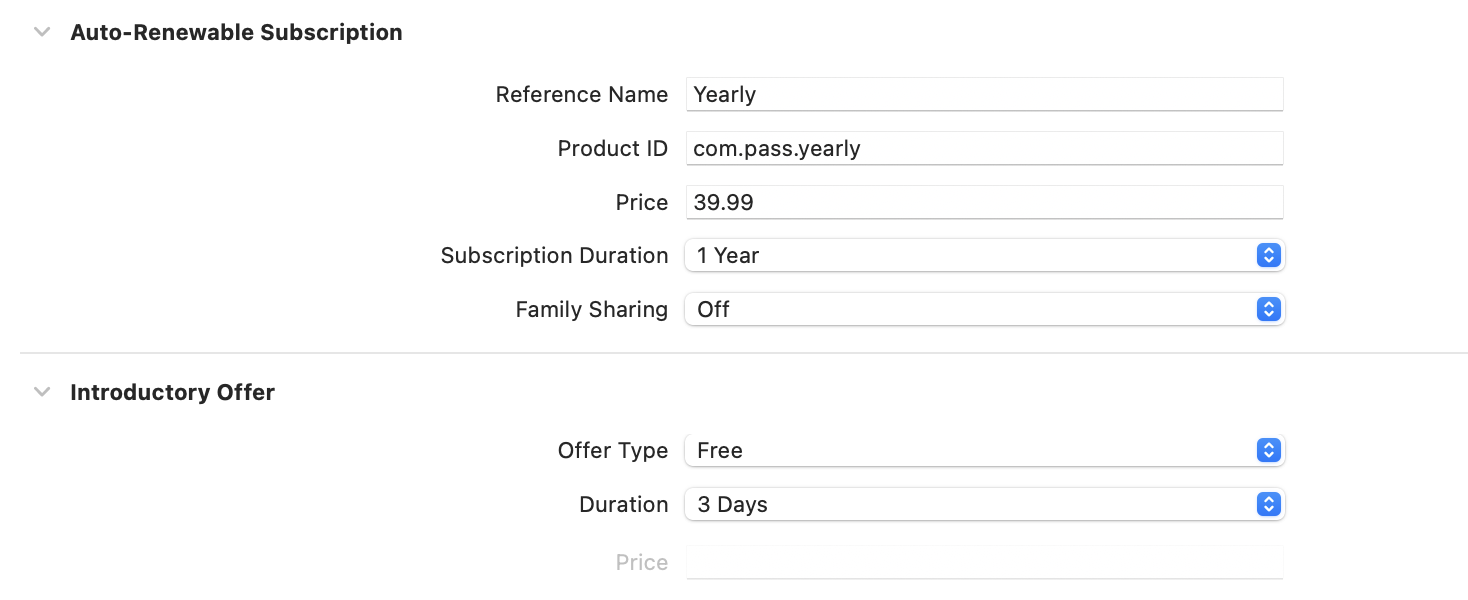 Auto-Renewable Subscription
Reference Name Yearly
Product ID com.pass.yearly
Price 39.99
Subscription Duration 1 Year
Family Sharing Off
Introductory Offer
Offer Type Free
Duration 3 Days
Price